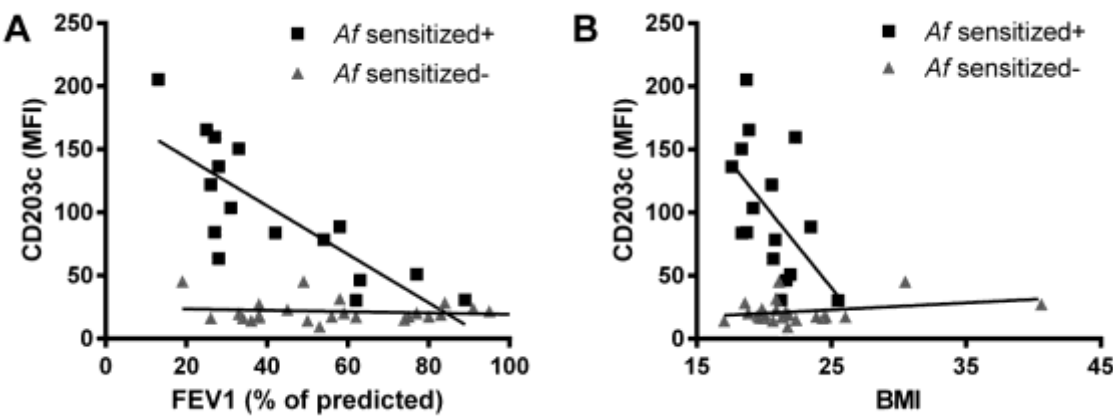 A
CD203c (MFI)
250
200
150
100
50
0
0 20 40 60 80 100
FEV1 (% of predicted)
Af sensitized+
Af sensitized-
B
CD203c (MFI)
250
200
150
100
50
0
15 25 35 45
BMI
Af sensitized+
Af sensitized-